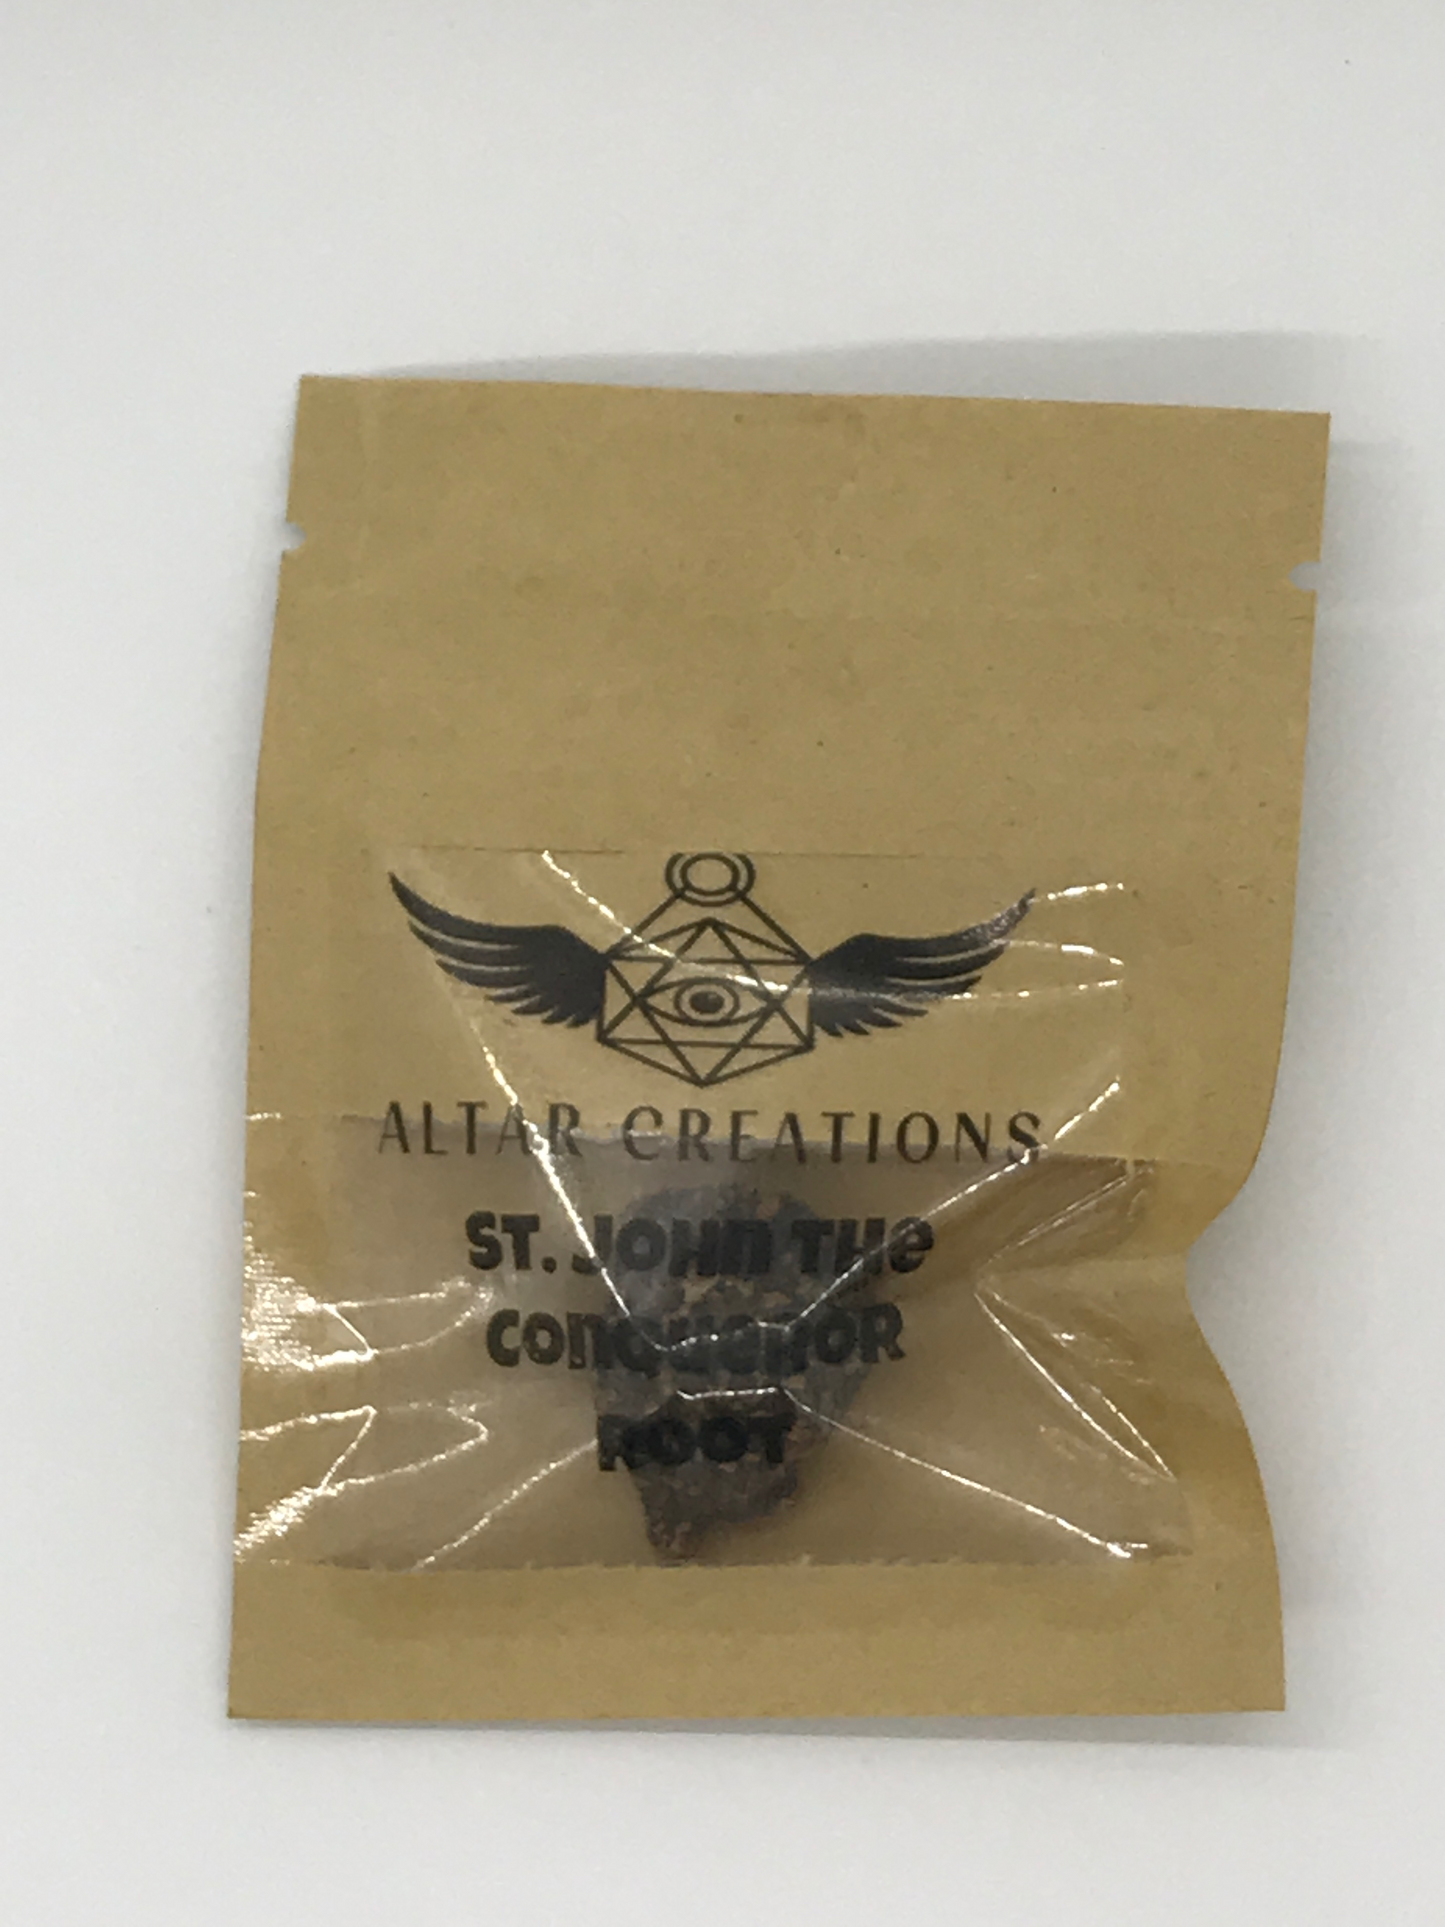 ALTAR CREATIONS
ST. JOHN THE
CONQUEROR
ROOT